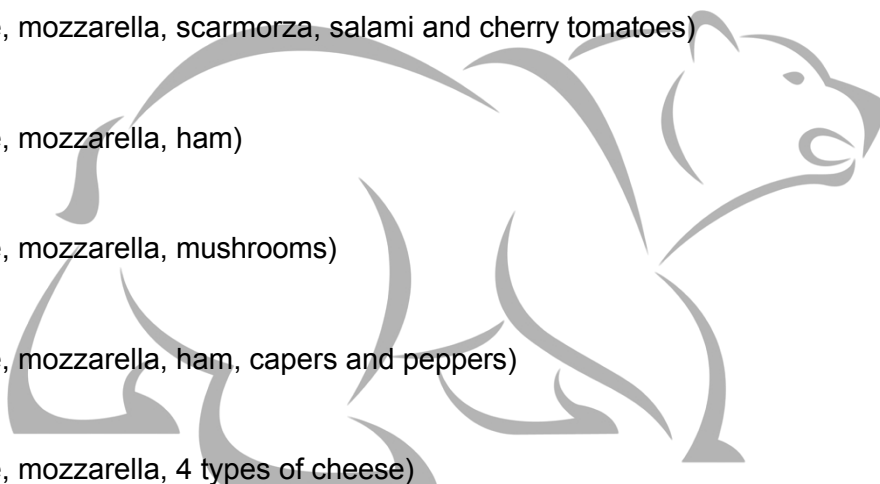 , mozzarella, scarmorza, salami and cherry tomatoes)
, mozzarella, ham)
, mozzarella, mushrooms)
, mozzarella, ham, capers and peppers)
, mozzarella, 4 types of cheese)